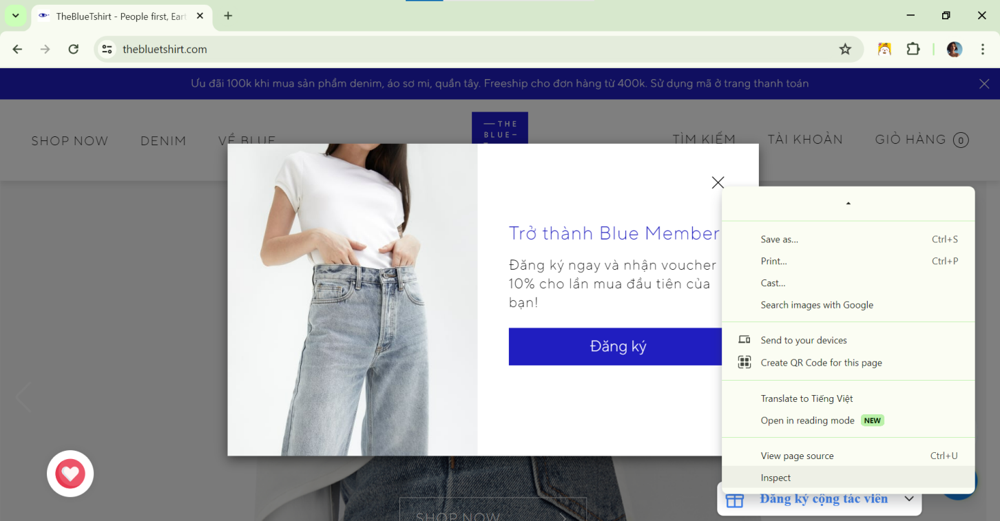 TheBlueTshirt - People first, Eart
thebluetshirt.com
Ưu đãi 100k khi mua sản phẩm denim, áo sơ mi, quần tây. Freeship cho đơn hàng từ 400k. Sử dụng mã ở trang thanh toán
SHOP NOW DENIM VỀ BLUE
THE
BLUE
TÌM KIẾM TÀI KHOẢN GIỎ HÀNG 0
Trở thành Blue Member
Đăng ký ngay và nhận voucher
10% cho lần mua đầu tiên của
bạn!
Đăng ký
Save as... Ctrl+S
Print... Ctrl+P
Cast...
Search images with Google
Send to your devices
Create QR Code for this page
Translate to Tiếng Việt
Open in reading mode NEW
View page source Ctrl+U
Inspect
Đăng ký cộng tác viên
SHOP NOW